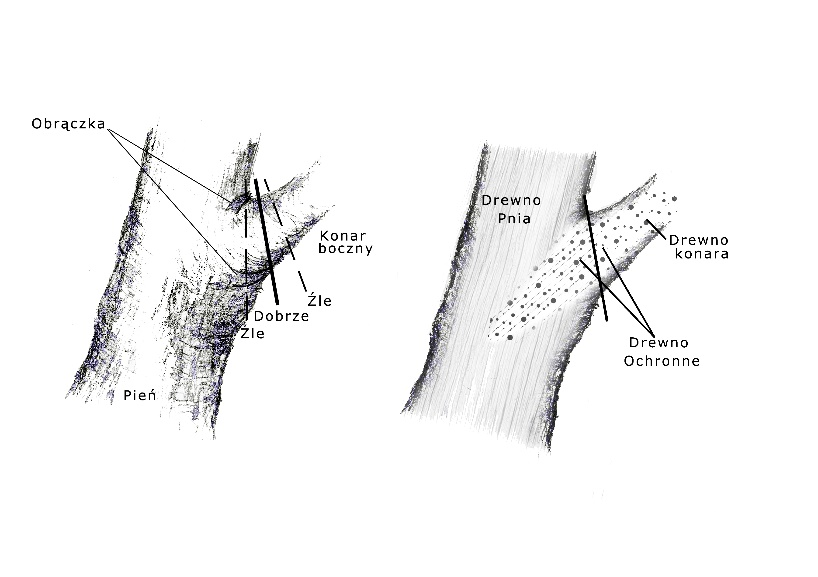 Obrączka
Konar
boczny
Źle
Dobrze
Źle
Pień
Drewno
Pnia
Drewno
konara
Drewno
Ochronne